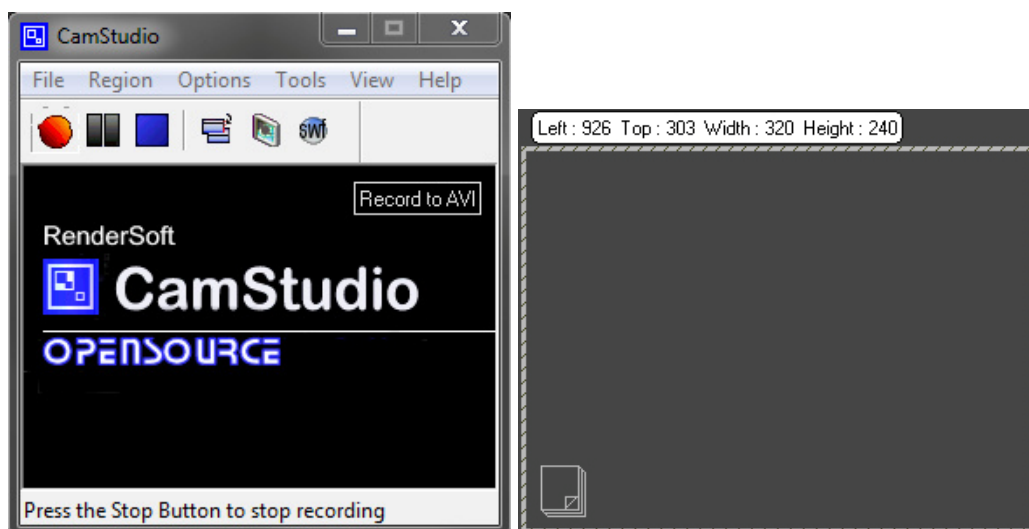 CamStudio
File Region Options Tools View Help
SWf
Record to AVI
RenderSoft
CamStudio
OPENSOURCE
Press the Stop Button to stop recording
Left : 926 Top : 303 Width : 320 Height : 240